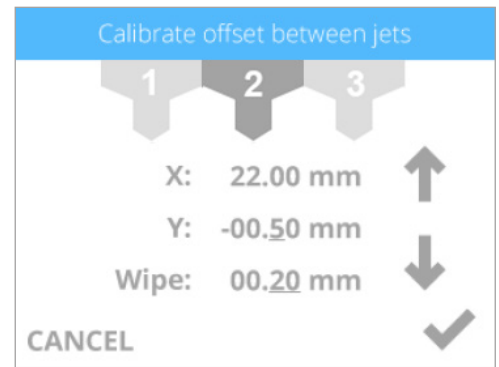 Calibrate offset between jets
1 2 3
X: 22.00 mm
Y: -00.50 mm
Wipe: 00.20 mm
CANCEL